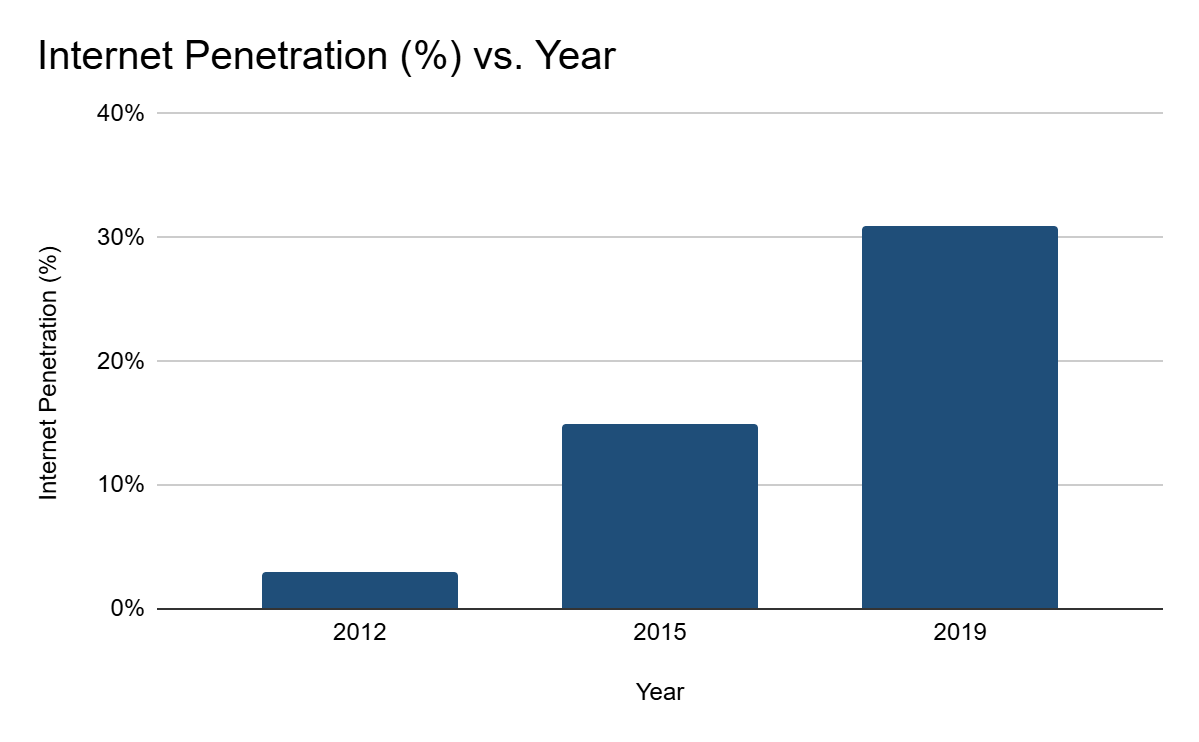 Internet Penetration (%) vs. Year
Internet Penetration (%)
40%
30%
20%
10%
0%
2012
2015
2019
Year